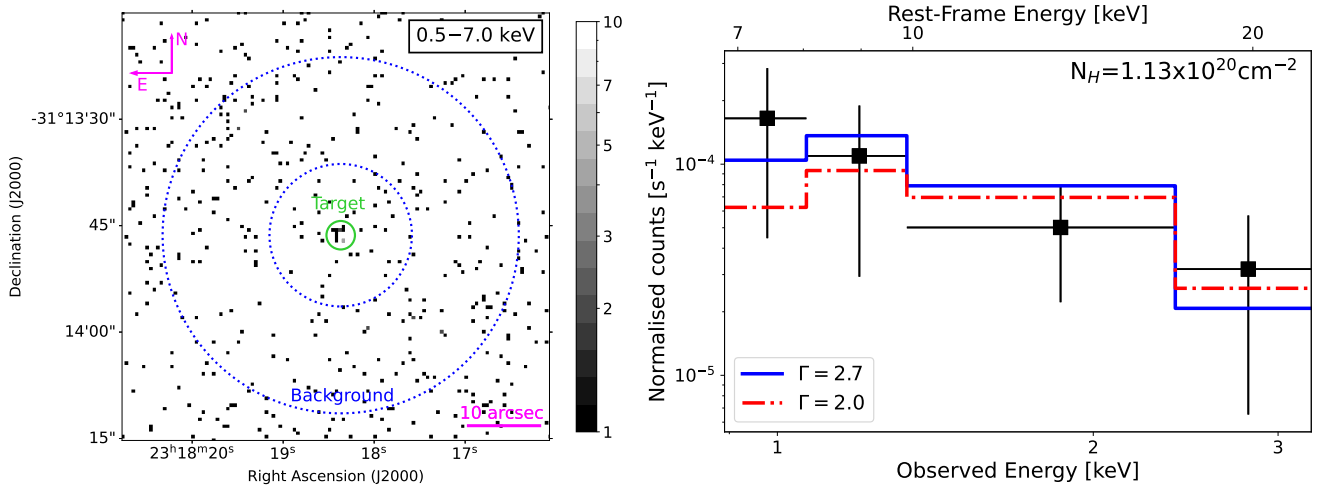 0.5−7.0 keV
N
E
Target
Background
10 arcsec
-31°13'30"
45"
14'00"
15"
23ʰ18ᵐ20ˢ
19ˢ
18ˢ
17ˢ
Right Ascension (J2000)
Declination (J2000)
10
7
5
3
2
1
Rest-Frame Energy [keV]
7
10
20
N_H=1.13x10²⁰cm⁻²
Normalised counts [s⁻¹ keV⁻¹]
10⁻⁴
10⁻⁵
Γ = 2.7
Γ = 2.0
1
2
3
Observed Energy [keV]